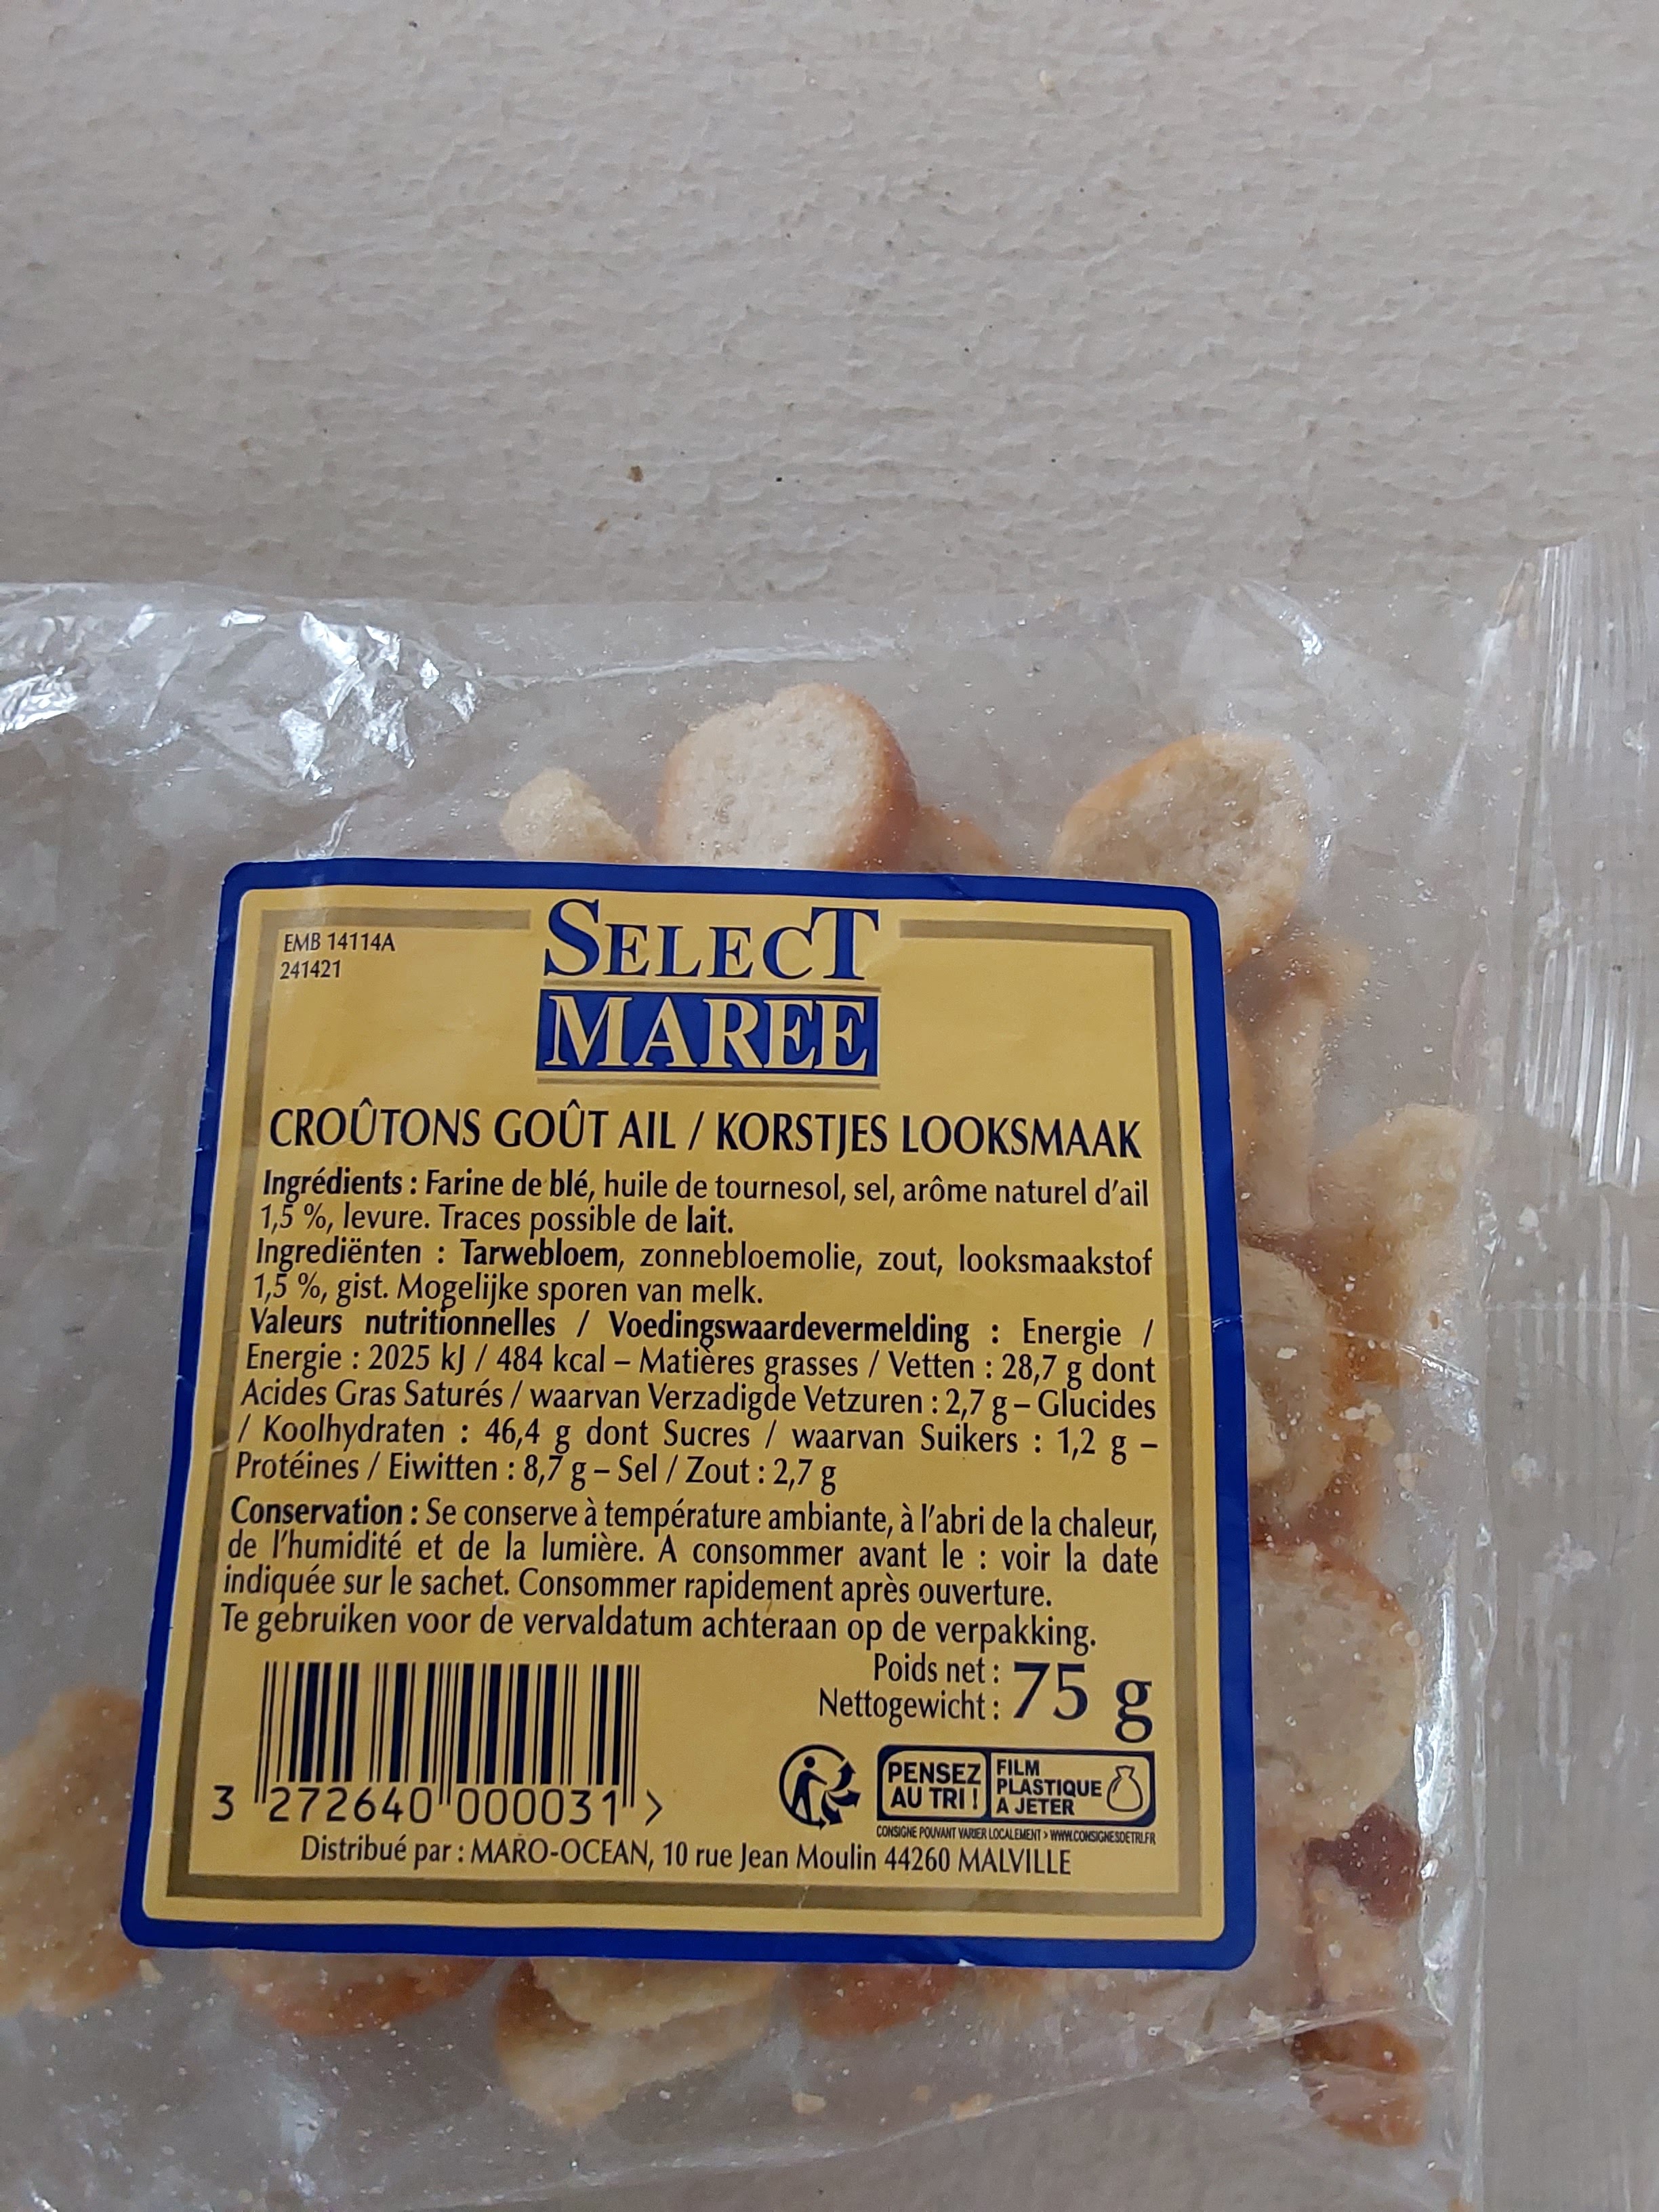 EMB 14114A
241421
SELECT
MAREE
CROÛTONS GOÛT AIL / KORSTJES LOOKSMAAK
Ingrédients : Farine de blé, huile de tournesol, sel, arôme naturel d'ail
1,5 %, levure. Traces possible de lait.
Ingrediënten : Tarwebloem, zonnebloemolie, zout, looksmaakstof
1,5 %, gist. Mogelijke sporen van melk.
Valeurs nutritionnelles / Voedingswaardevermelding : Energie /
Energie : 2025 kJ / 484 kcal – Matières grasses / Vetten : 28,7 g dont
Acides Gras Saturés / waarvan Verzadigde Vetzuren : 2,7 g – Glucides
/ Koolhydraten : 46,4 g dont Sucres / waarvan Suikers : 1,2 g –
Protéines / Eiwitten : 8,7 g – Sel / Zout : 2,7 g
Conservation : Se conserve à température ambiante, à l'abri de la chaleur,
de l'humidité et de la lumière. A consommer avant le : voir la date
indiquée sur le sachet. Consommer rapidement après ouverture.
Te gebruiken voor de vervaldatum achteraan op de verpakking.
Poids net :
Nettogewicht : 75 g
PENSEZ
AU TRI !
FILM
PLASTIQUE
À JETER
CONSIGNE POUVANT VARIER LOCALEMENT > WWW.CONSIGNESDETRI.FR
3 272640 000031 >
Distribué par : MARO-OCEAN, 10 rue Jean Moulin 44260 MALVILLE